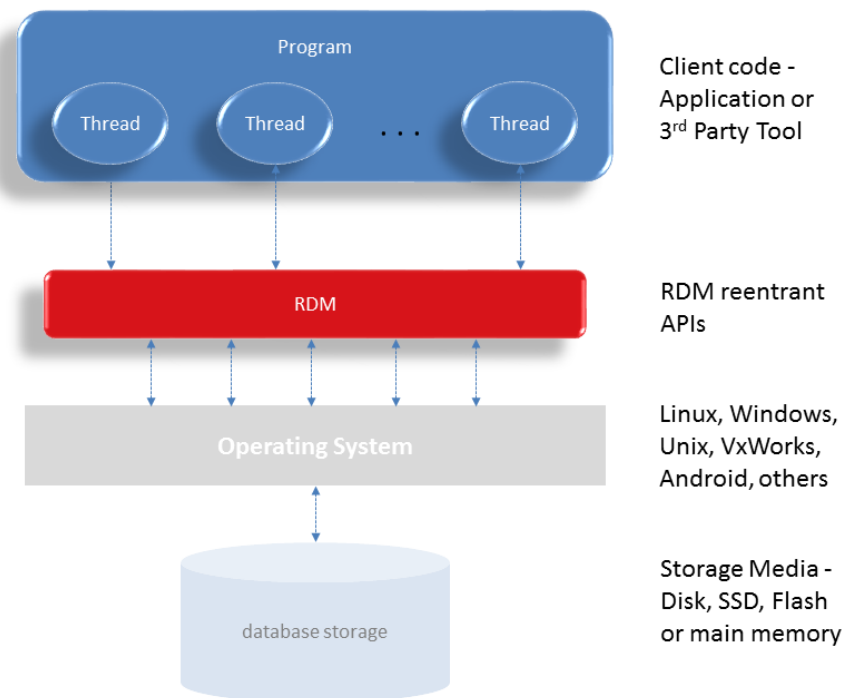 Program
Thread
Thread
. . .
Thread
Client code -
Application or
3rd Party Tool
RDM
RDM reentrant
APIs
Operating System
Linux, Windows,
Unix, VxWorks,
Android, others
database storage
Storage Media -
Disk, SSD, Flash
or main memory